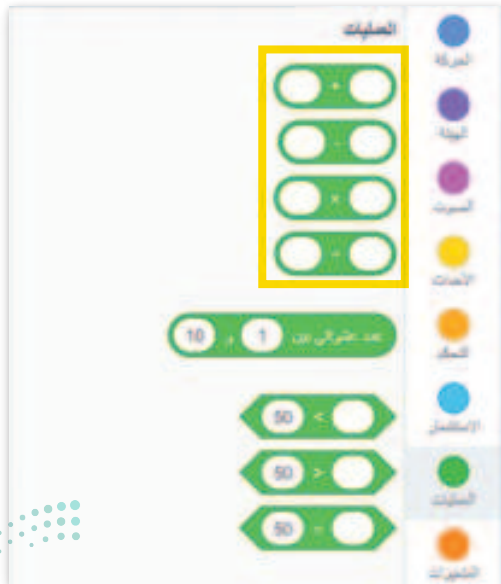 العمليات
الحركة
الهيئة
الصوت
الأحداث
التحكم
الاستشعار
العمليات
المتغيرات
+
-
×
عدد عشوائي بين 1 و 10
50 <
50 >
50 =